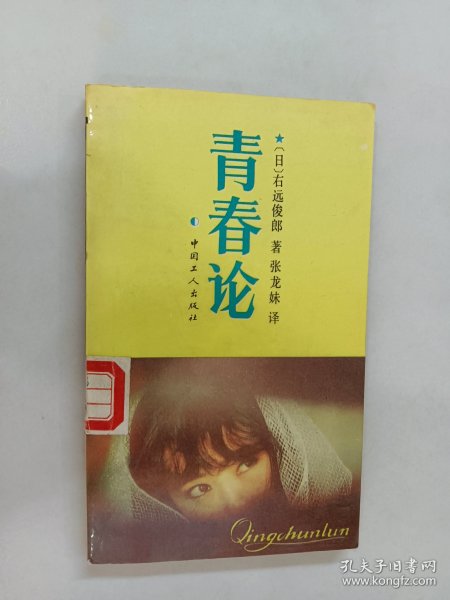 青春论
★〔日〕右远俊郎 著 张龙妹 译
中国工人出版社
Qingchunlun
孔夫子旧书网
www.kongfz.com